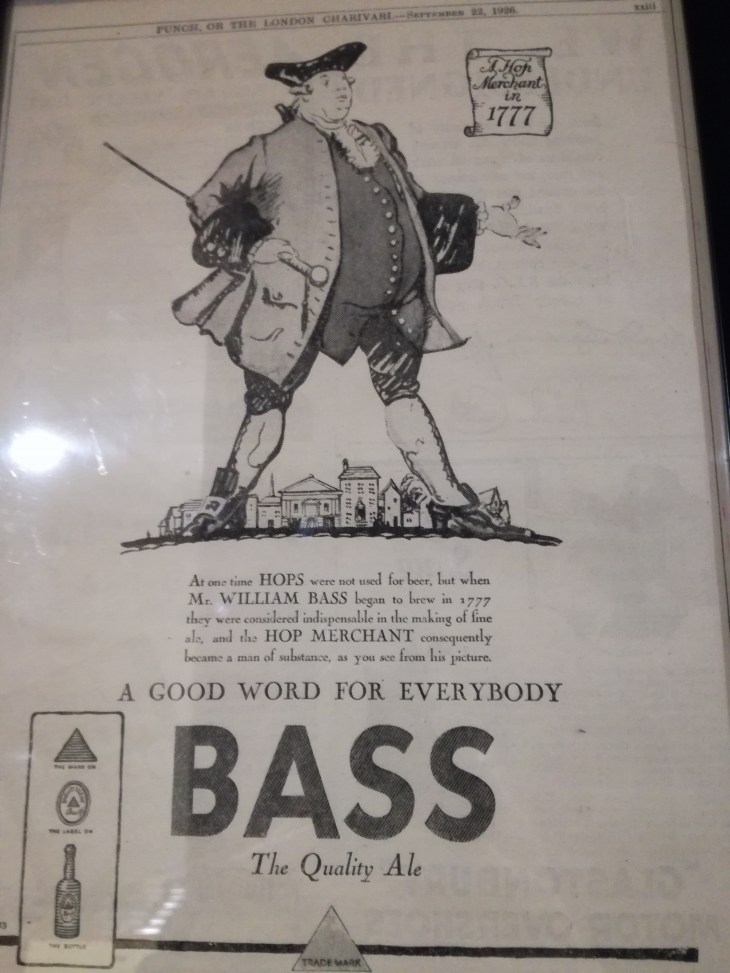 PUNCH, OR THE LONDON CHARIVARI.—September 22, 1926.
xxiii
A Hop
Merchant
in
1777
At one time HOPS were not used for beer, but when
Mr. WILLIAM BASS began to brew in 1777
they were considered indispensable in the making of fine
ale, and the HOP MERCHANT consequently
became a man of substance, as you see from his picture.
A GOOD WORD FOR EVERYBODY
BASS
The Quality Ale
THE MARK ON
THE LABEL ON
THE BOTTLE
TRADE MARK